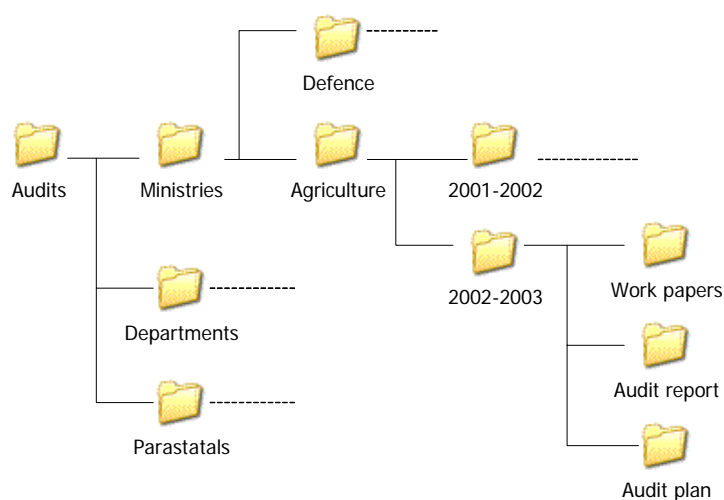 Defence
Audits
Ministries
Agriculture
2001-2002
2002-2003
Work papers
Departments
Audit report
Parastatals
Audit plan